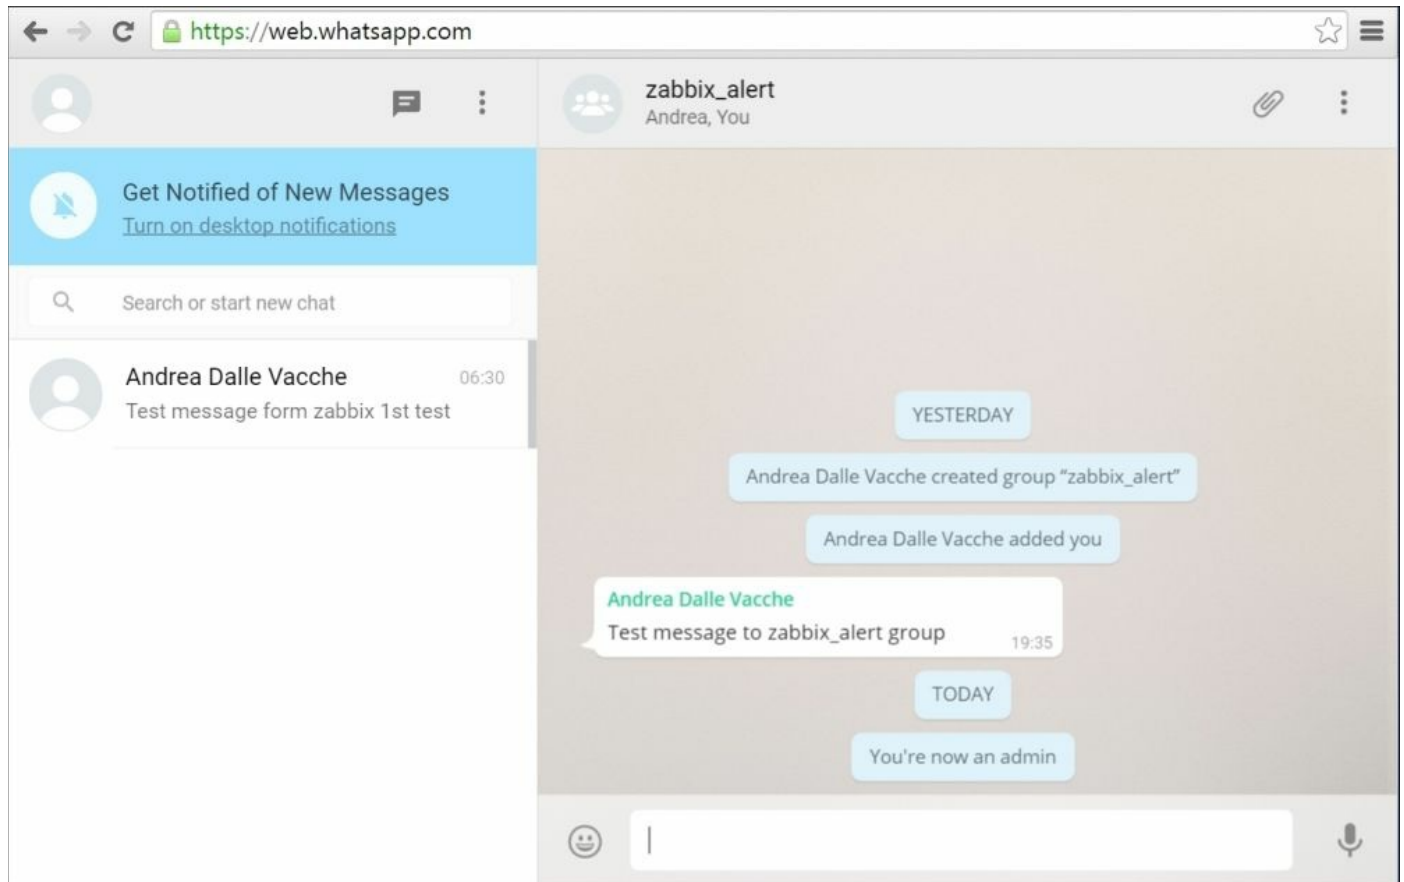 https://web.whatsapp.com
zabbix_alert
Andrea, You
Get Notified of New Messages
Turn on desktop notifications
Search or start new chat
Andrea Dalle Vacche 06:30
Test message form zabbix 1st test
YESTERDAY
Andrea Dalle Vacche created group “zabbix_alert”
Andrea Dalle Vacche added you
Andrea Dalle Vacche
Test message to zabbix_alert group 19:35
TODAY
You're now an admin